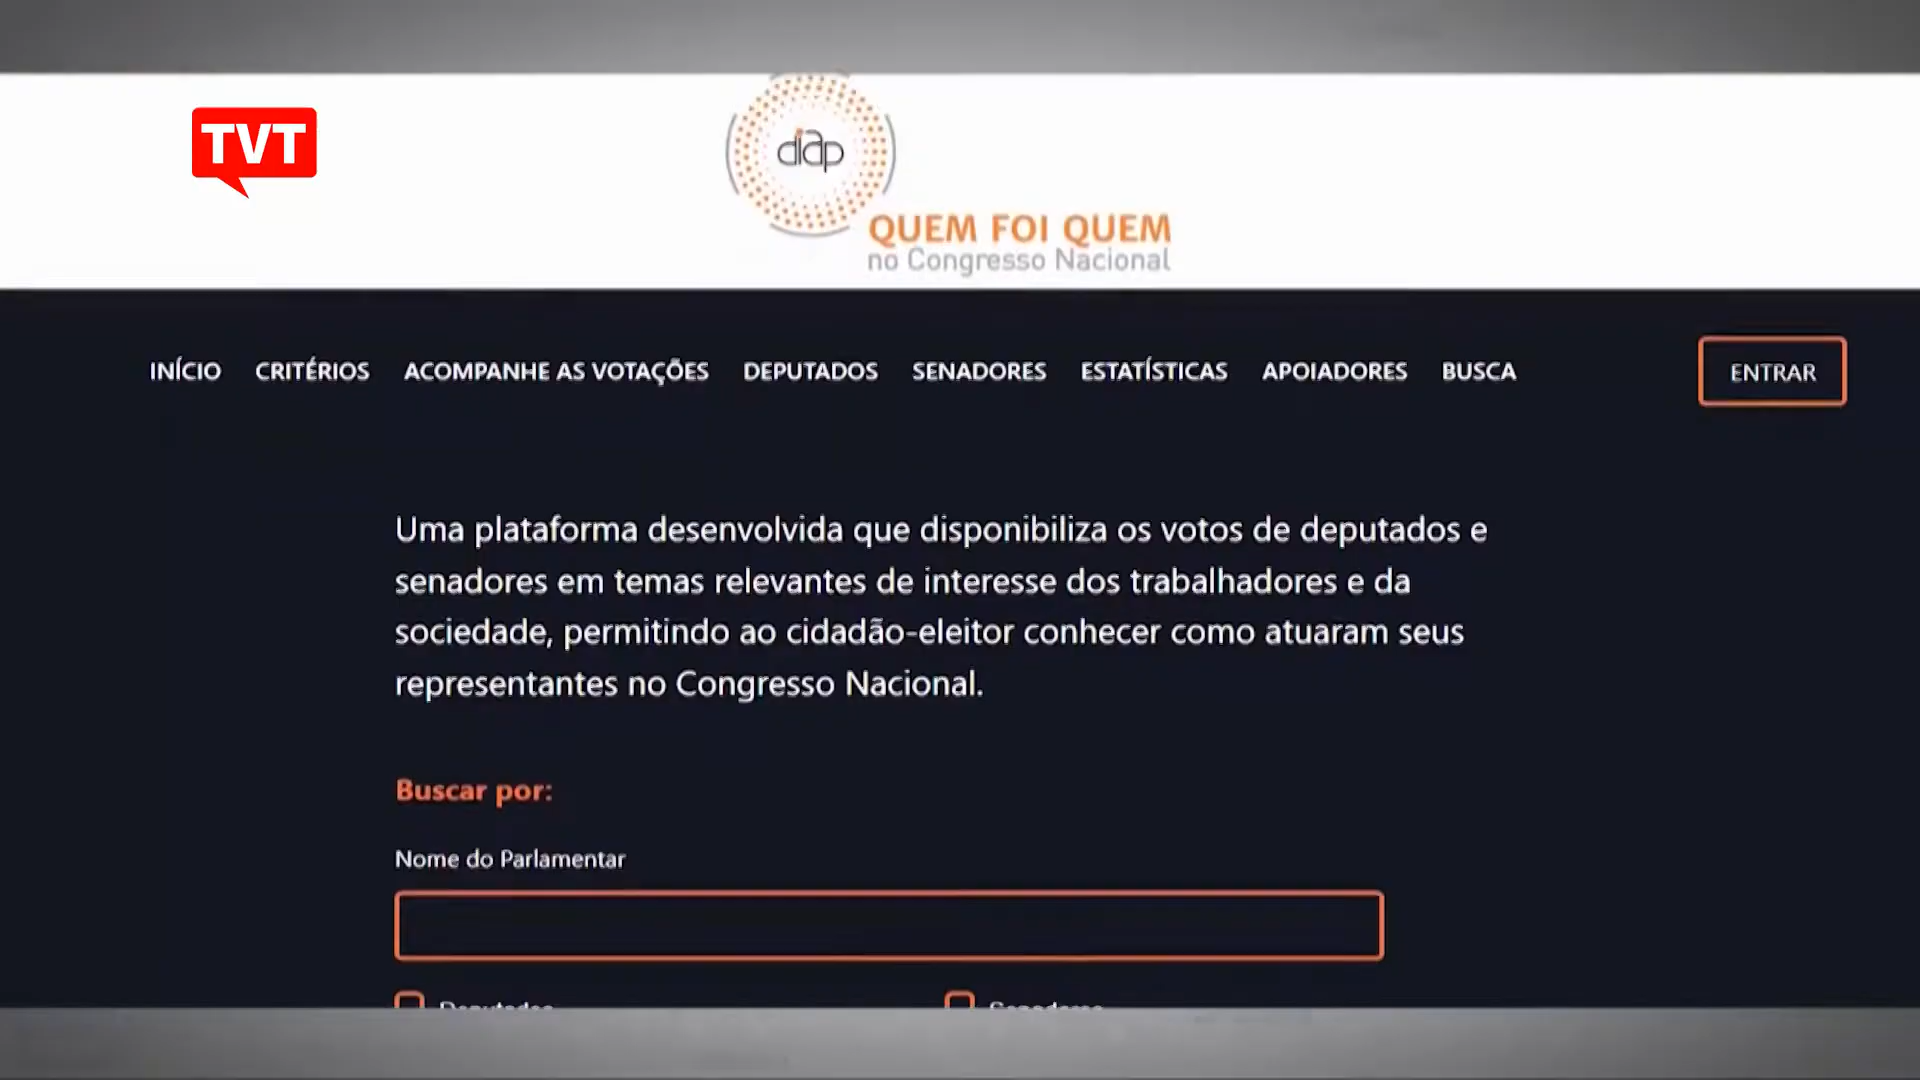 TVT
diap
QUEM FOI QUEM
no Congresso Nacional
INÍCIO CRITÉRIOS ACOMPANHE AS VOTAÇÕES DEPUTADOS SENADORES ESTATÍSTICAS APOIADORES BUSCA ENTRAR
Uma plataforma desenvolvida que disponibiliza os votos de deputados e
senadores em temas relevantes de interesse dos trabalhadores e da
sociedade, permitindo ao cidadão-eleitor conhecer como atuaram seus
representantes no Congresso Nacional.
Buscar por:
Nome do Parlamentar
Deputados Senadores